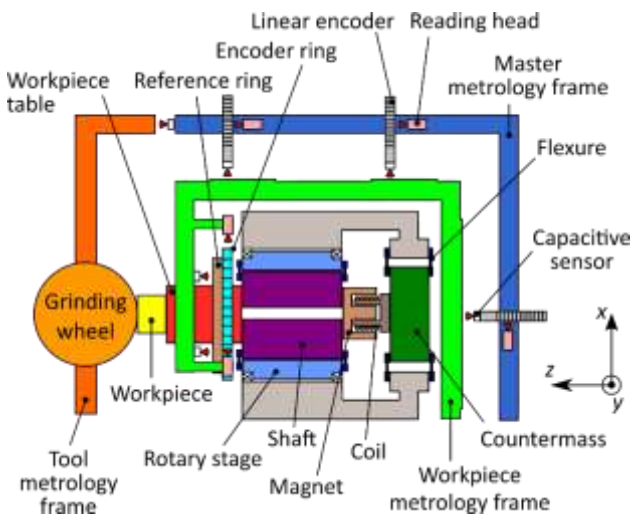 Linear encoder
Reading head
Encoder ring
Master
metrology frame
Workpiece
table
Reference ring
Flexure
Capacitive
sensor
Grinding
wheel
x
z
y
Workpiece
Tool
metrology
frame
Rotary stage
Shaft
Magnet
Coil
Countermass
Workpiece
metrology frame